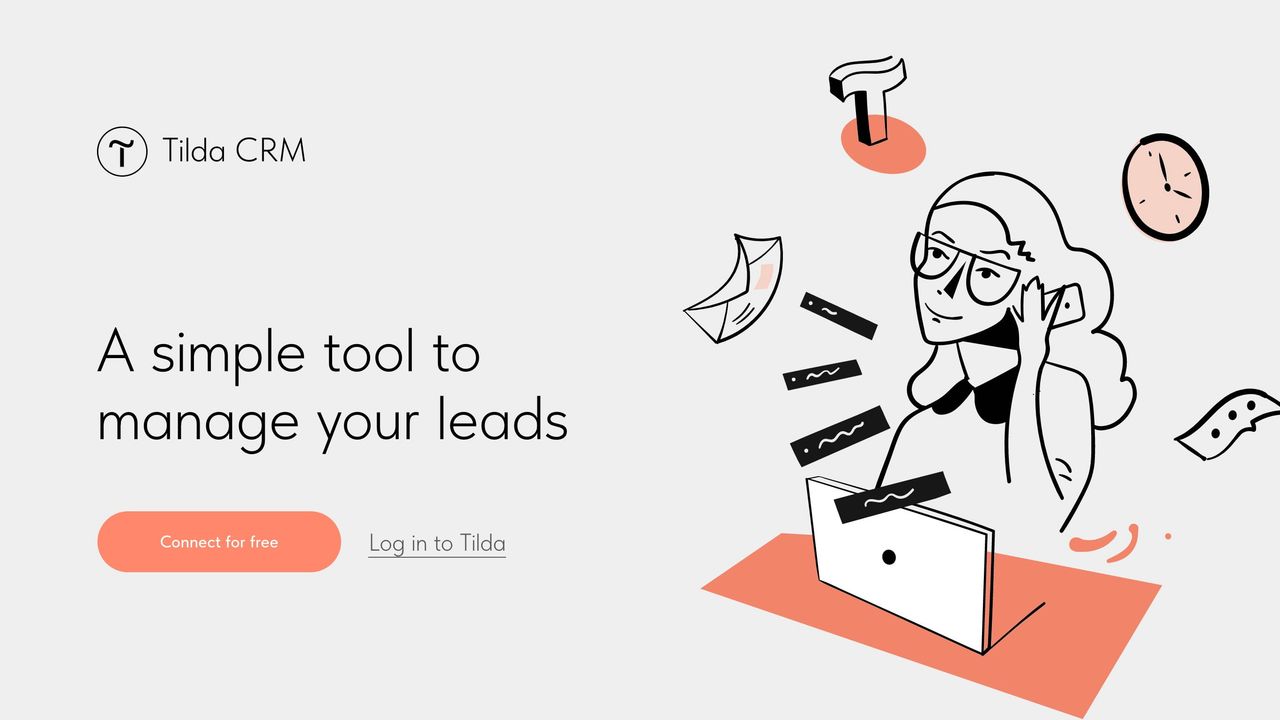 Tilda CRM
A simple tool to
manage your leads
Connect for free
Log in to Tilda